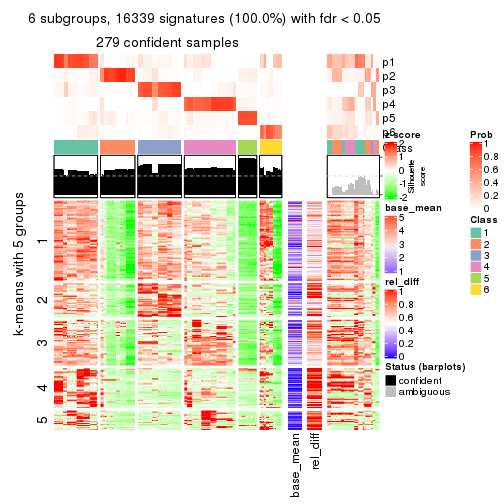 6 subgroups, 16339 signatures (100.0%) with fdr < 0.05
279 confident samples
p1
p2
p3
p4
p5
p6
Class
Silhouette
score
k-means with 5 groups
1
2
3
4
5
base_mean
rel_diff
z-score
2
1
0
-1
-2
base_mean
5
4
3
2
1
rel_diff
1
0.8
0.6
0.4
0.2
0
Status (barplots)
confident
ambiguous
Prob
1
0.8
0.6
0.4
0.2
0
Class
1
2
3
4
5
6